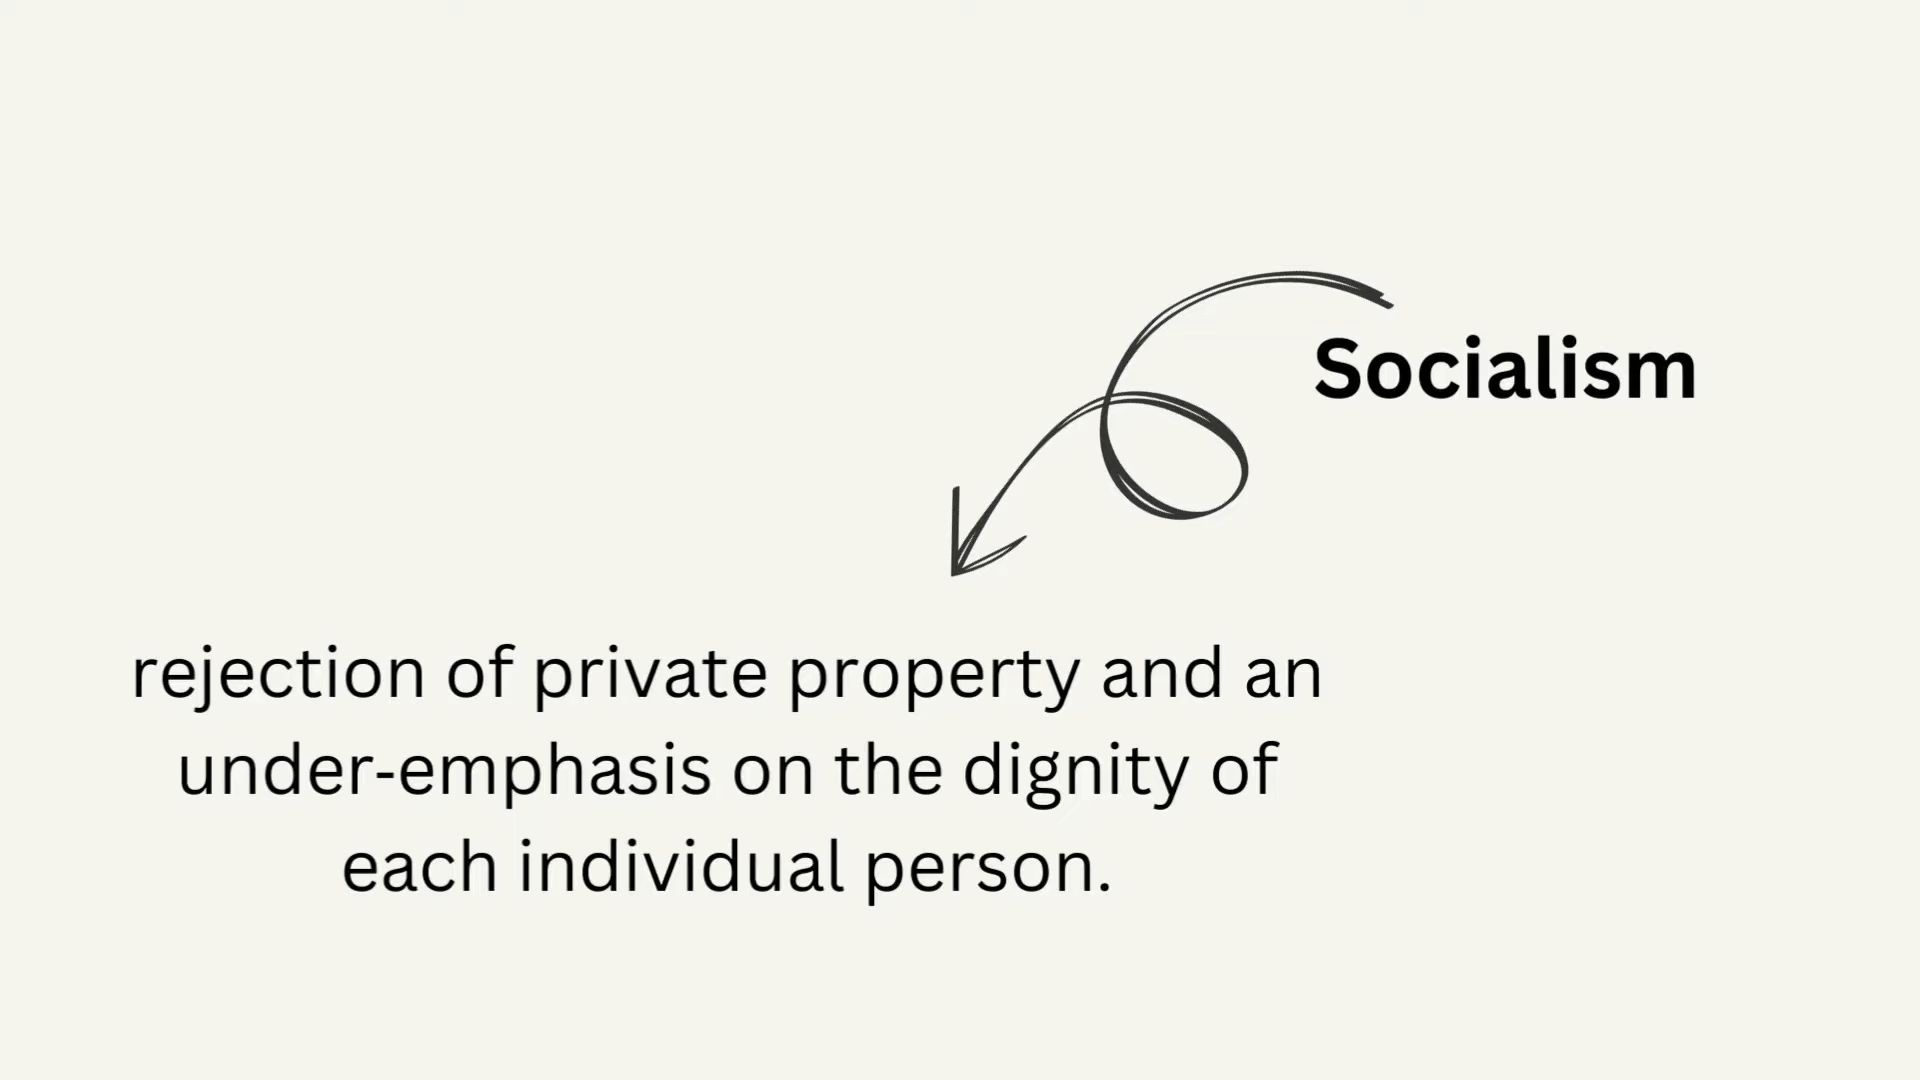 Socialism
rejection of private property and an
under-emphasis on the dignity of
each individual person.